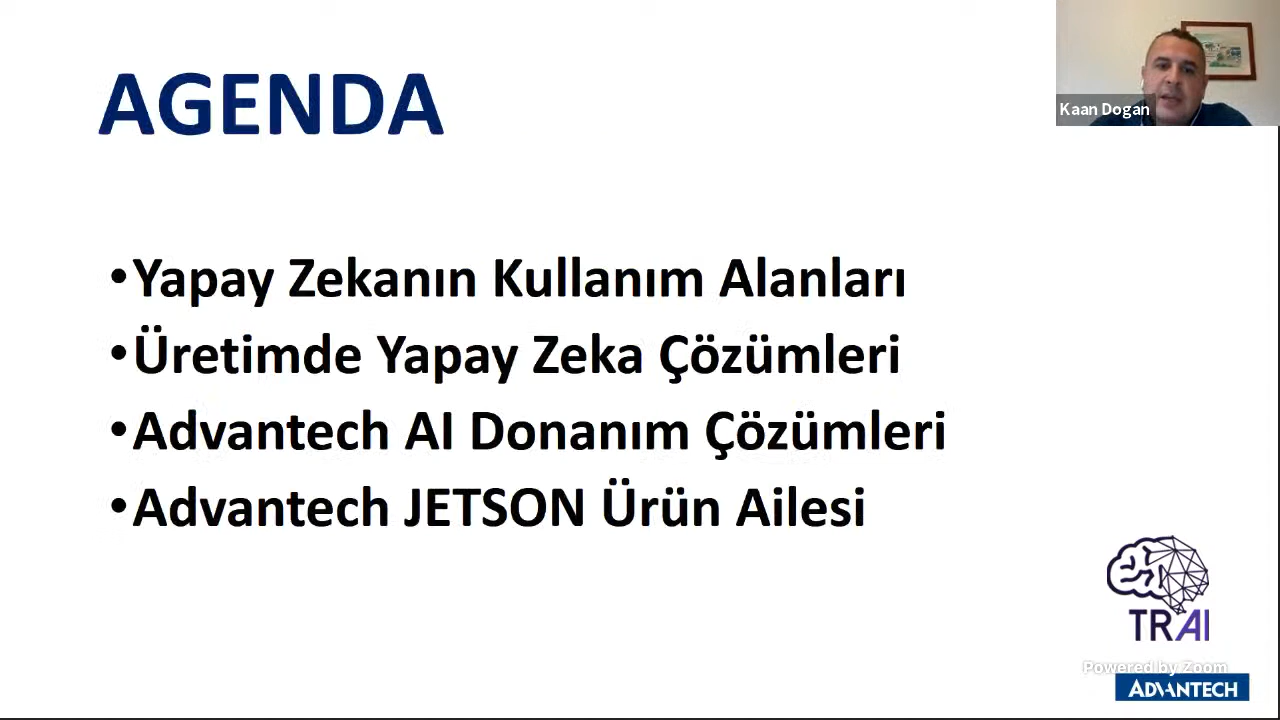 AGENDA
Kaan Dogan
•Yapay Zekanın Kullanım Alanları
•Üretimde Yapay Zeka Çözümleri
•Advantech AI Donanım Çözümleri
•Advantech JETSON Ürün Ailesi
TRAI
Powered by Zoom
ADVANTECH